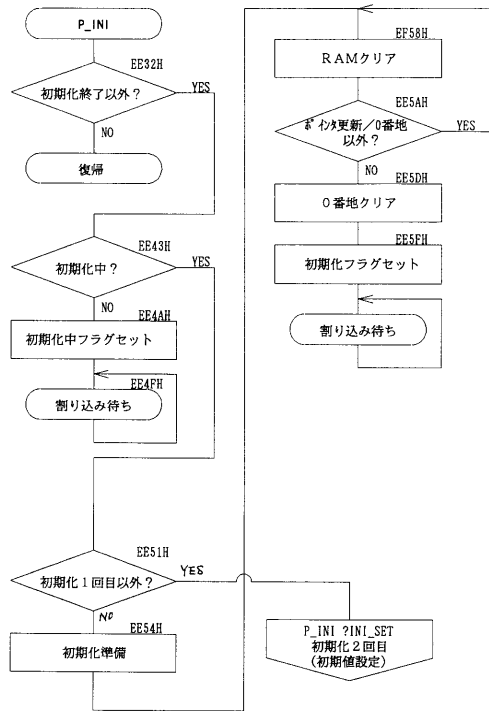 P_INI
EE32H
初期化終了以外？
YES
NO
復帰
EE43H
初期化中？
YES
NO
EE4AH
初期化中フラグセット
EE4FH
割り込み待ち
EE51H
初期化１回目以外？
YES
NO
EE54H
初期化準備
EF58H
ＲＡＭクリア
EE5AH
ﾎﾟｲﾝﾀ更新／0番地
以外？
YES
NO
EE5DH
０番地クリア
EE5FH
初期化フラグセット
割り込み待ち
P_INI ?INI_SET
初期化２回目
(初期値設定)